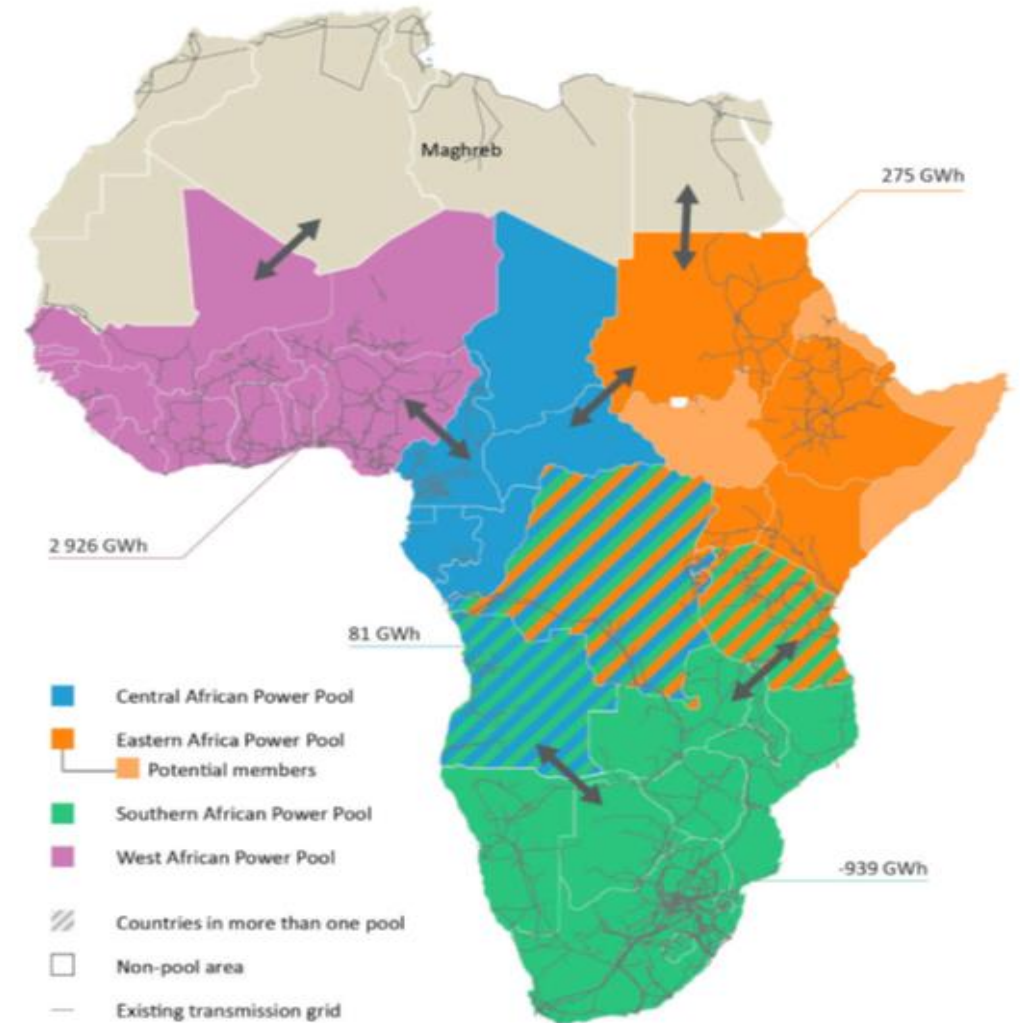 Maghreb
275 GWh
2 926 GWh
81 GWh
Central African Power Pool
Eastern Africa Power Pool
Potential members
Southern African Power Pool
West African Power Pool
-939 GWh
Countries in more than one pool
Non-pool area
Existing transmission grid